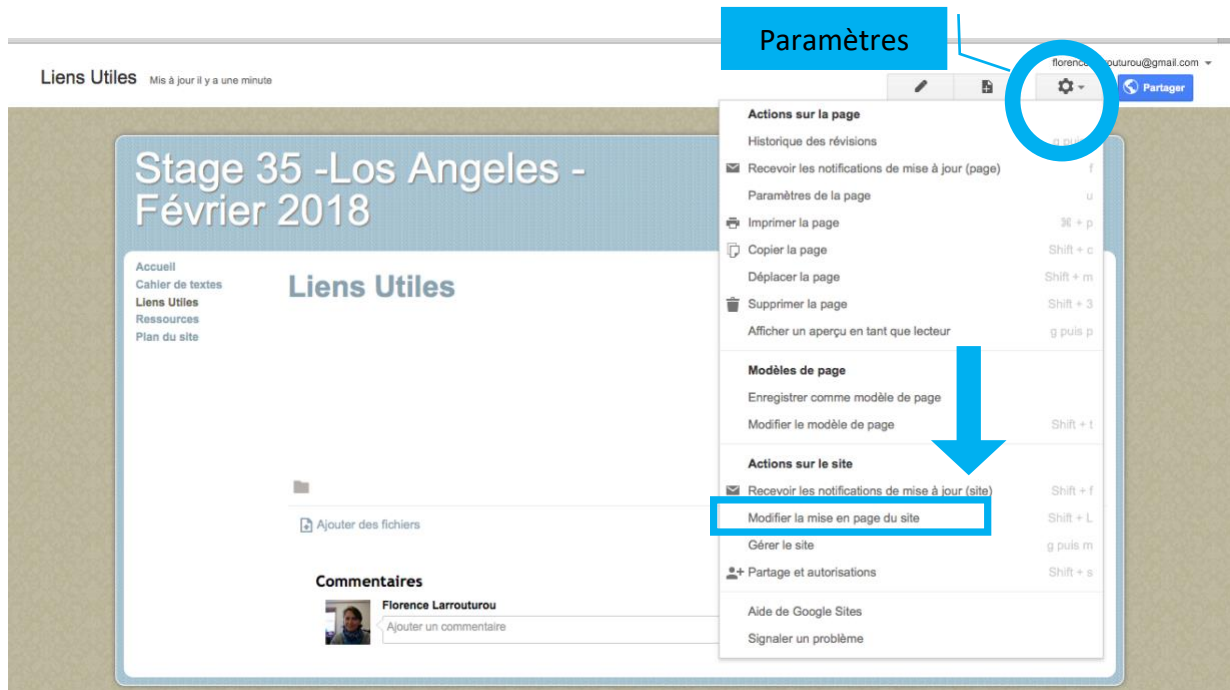 Paramètres
Liens Utiles Mis à jour il y a une minute
Partager
Stage 35 -Los Angeles -
Février 2018
Accueil
Cahier de textes
Liens Utiles
Ressources
Plan du site
Liens Utiles
Ajouter des fichiers
Commentaires
Florence Larrouturou
Ajouter un commentaire
Actions sur la page
Historique des révisions
Recevoir les notifications de mise à jour (page) f
Paramètres de la page u
Imprimer la page ⌘ + p
Copier la page Shift + c
Déplacer la page Shift + m
Supprimer la page Shift + 3
Afficher un aperçu en tant que lecteur g puis p
Modèles de page
Enregistrer comme modèle de page
Modifier le modèle de page Shift + t
Actions sur le site
Recevoir les notifications de mise à jour (site) Shift + f
Modifier la mise en page du site Shift + L
Gérer le site g puis m
Partage et autorisations Shift + s
Aide de Google Sites
Signaler un problème